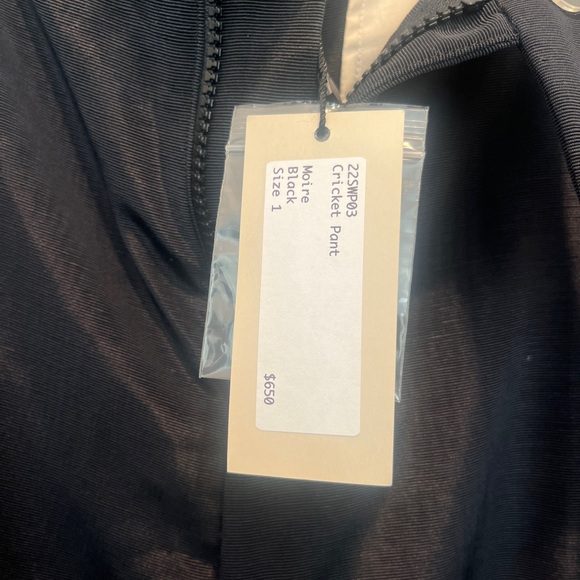 22SWP03
Cricket Pant
Moire
Black
Size 1
$650